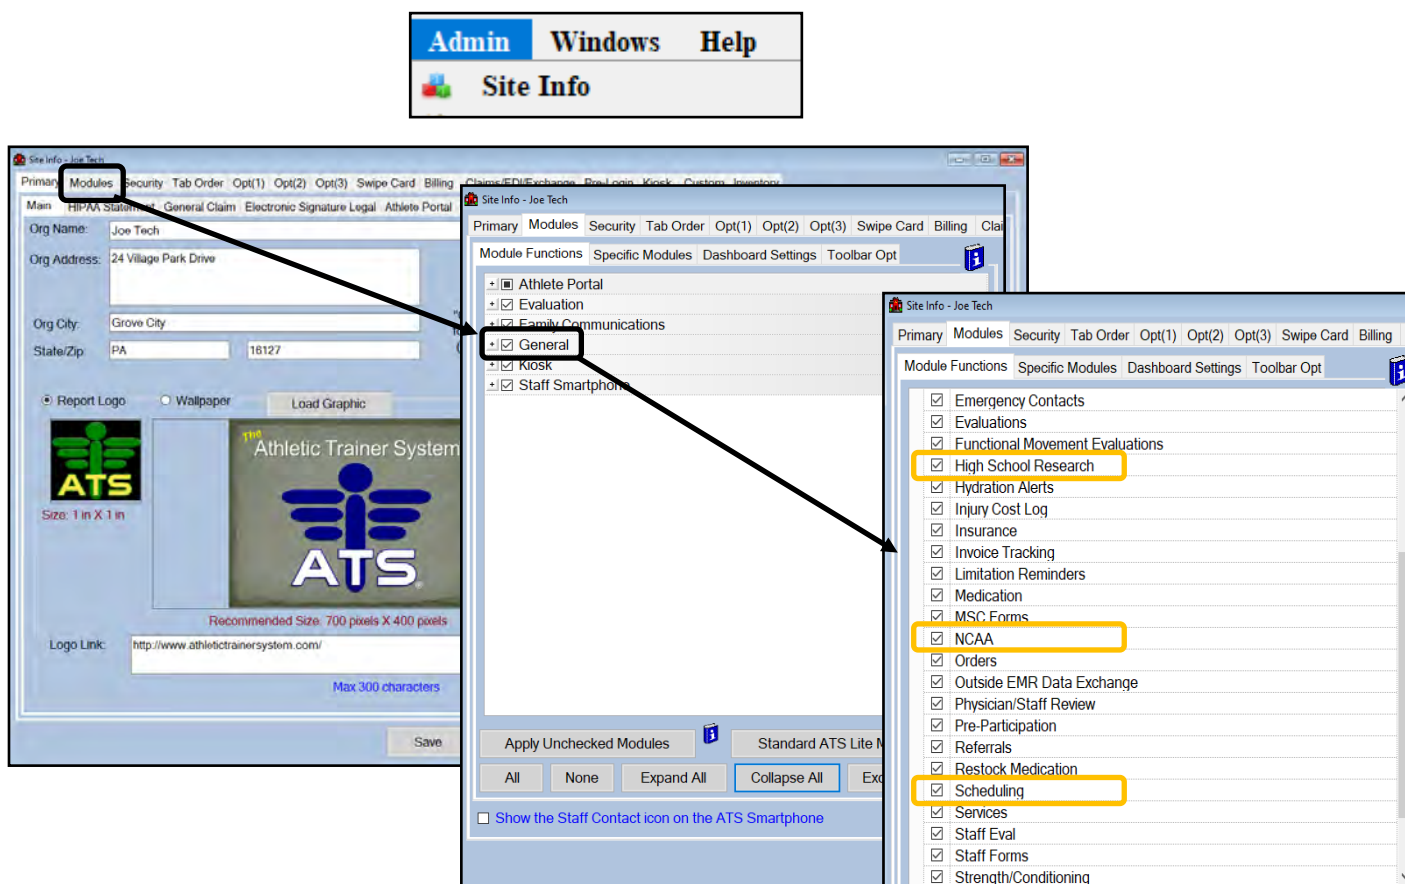 Admin Windows Help
Site Info
Site Info - Joe Tech
Primary Modules Security Tab Order Opt(1) Opt(2) Opt(3) Swipe Card Billing Claims/EDI/Exchange Pre-Login Kiosk Custom Inventory
Main HIPAA Statement General Claim Electronic Signature Legal Athlete Portal
Org Name: Joe Tech
Org Address: 24 Village Park Drive
Org City: Grove City
State/Zip PA 16127
Report Logo Wallpaper Load Graphic
The
Athletic Trainer System
ATS
ATS
Size: 1 in X 1 in
Recommended Size: 700 pixels X 400 pixels
Logo Link: http://www.athletictrainersystem.com/
Max 300 characters
Save
Site Info - Joe Tech
Primary Modules Security Tab Order Opt(1) Opt(2) Opt(3) Swipe Card Billing Clai
Module Functions Specific Modules Dashboard Settings Toolbar Opt
Athlete Portal
Evaluation
Family Communications
General
Kiosk
Staff Smartphone
Apply Unchecked Modules Standard ATS Lite M
All None Expand All Collapse All Exc
Show the Staff Contact icon on the ATS Smartphone
Site Info - Joe Tech
Primary Modules Security Tab Order Opt(1) Opt(2) Opt(3) Swipe Card Billing
Module Functions Specific Modules Dashboard Settings Toolbar Opt
Emergency Contacts
Evaluations
Functional Movement Evaluations
High School Research
Hydration Alerts
Injury Cost Log
Insurance
Invoice Tracking
Limitation Reminders
Medication
MSC Forms
NCAA
Orders
Outside EMR Data Exchange
Physician/Staff Review
Pre-Participation
Referrals
Restock Medication
Scheduling
Services
Staff Eval
Staff Forms
Strength/Conditioning